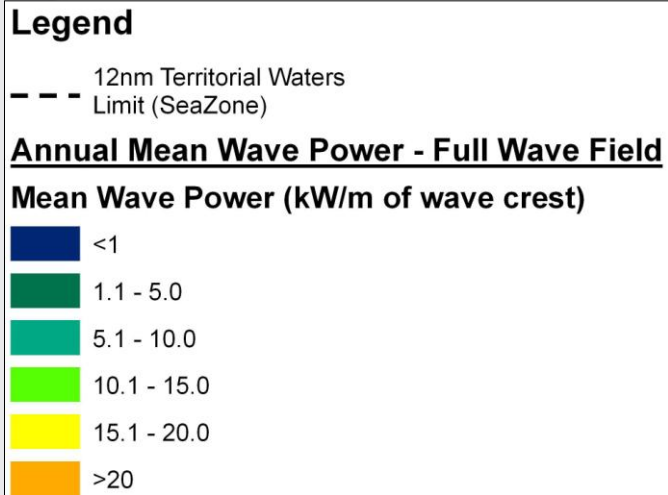 Legend
12nm Territorial Waters
Limit (SeaZone)
Annual Mean Wave Power - Full Wave Field
Mean Wave Power (kW/m of wave crest)
<1
1.1 - 5.0
5.1 - 10.0
10.1 - 15.0
15.1 - 20.0
>20